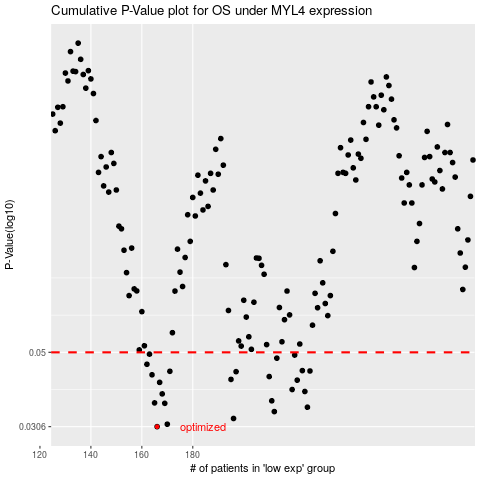 Cumulative P-Value plot for OS under MYL4 expression
P-Value(log10)
0.05
0.0306
optimized
120 140 160 180
# of patients in 'low exp' group